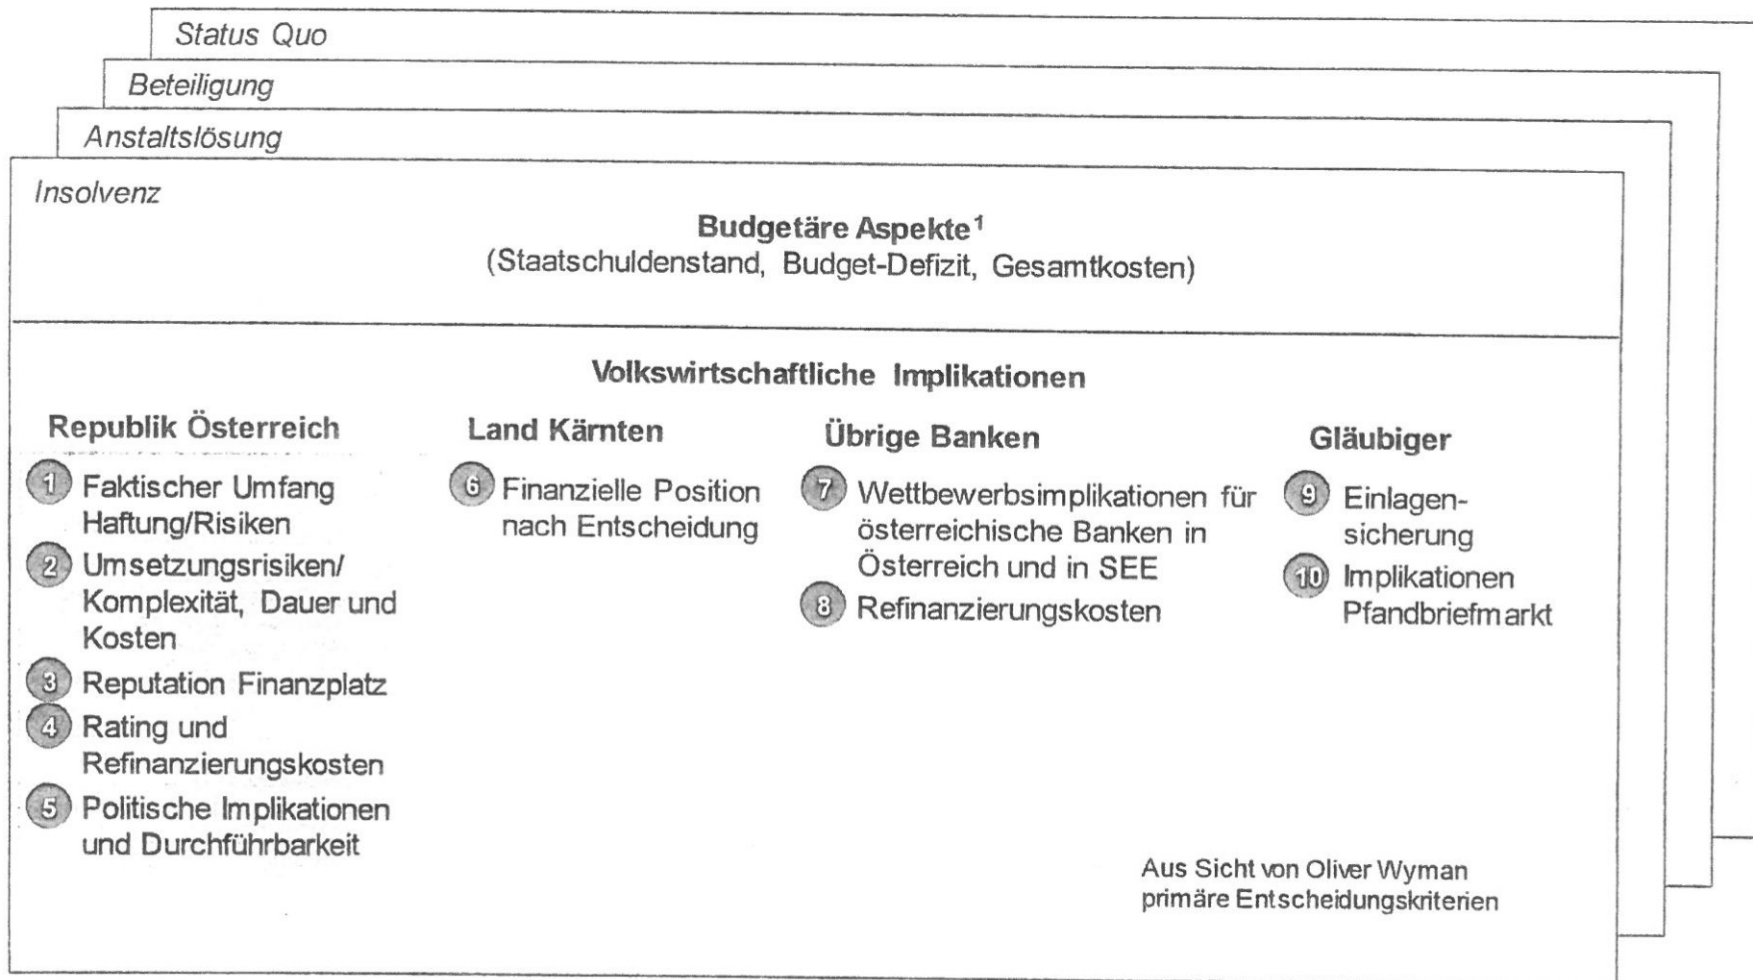 Status Quo
Beteiligung
Anstaltslösung
Insolvenz
Budgetäre Aspekte¹
(Staatschuldenstand, Budget-Defizit, Gesamtkosten)
Volkswirtschaftliche Implikationen
Republik Österreich
1 Faktischer Umfang
Haftung/Risiken
2 Umsetzungsrisiken/
Komplexität, Dauer und
Kosten
3 Reputation Finanzplatz
4 Rating und
Refinanzierungskosten
5 Politische Implikationen
und Durchführbarkeit
Land Kärnten
6 Finanzielle Position
nach Entscheidung
Übrige Banken
7 Wettbewerbsimplikationen für
österreichische Banken in
Österreich und in SEE
8 Refinanzierungskosten
Gläubiger
9 Einlagen-
sicherung
10 Implikationen
Pfandbriefmarkt
Aus Sicht von Oliver Wyman
primäre Entscheidungskriterien